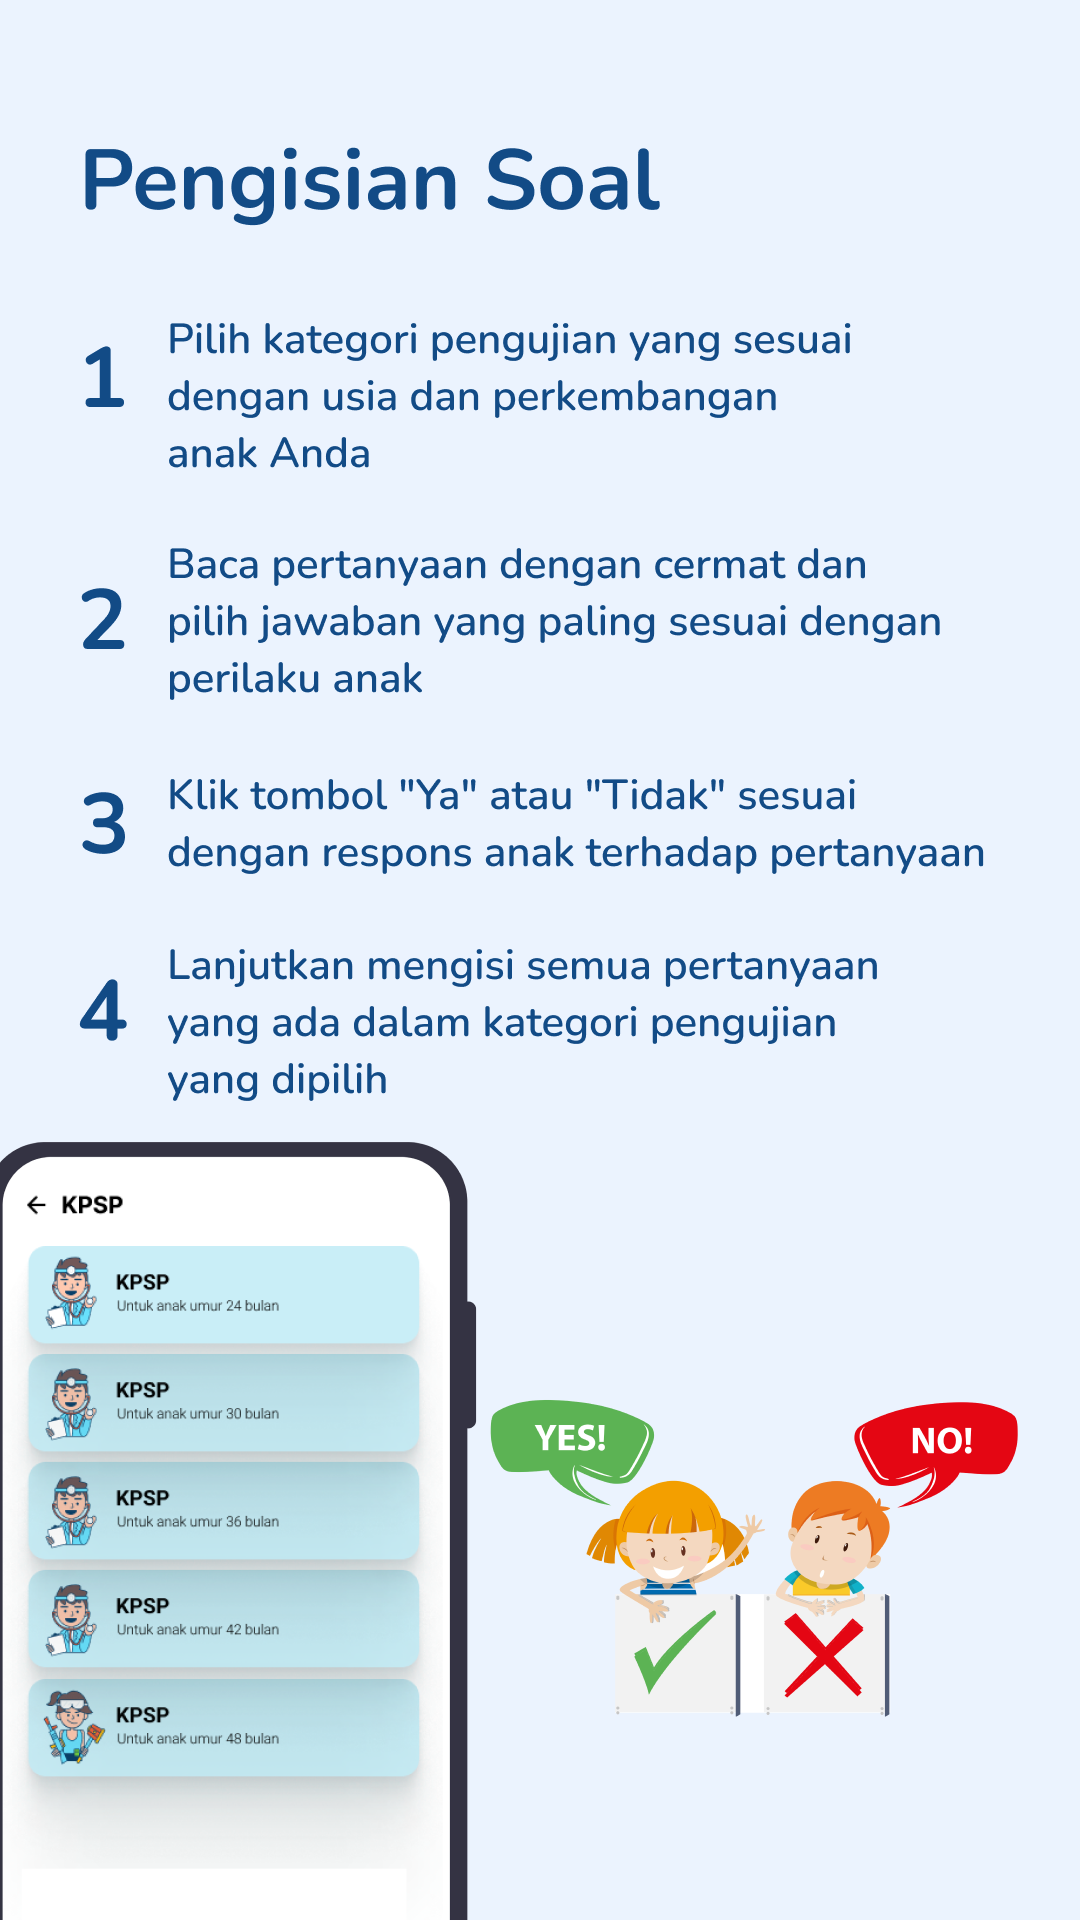 Pengisian Soal
1
Pilih kategori pengujian yang sesuai
dengan usia dan perkembangan
anak Anda
2
Baca pertanyaan dengan cermat dan
pilih jawaban yang paling sesuai dengan
perilaku anak
3
Klik tombol "Ya" atau "Tidak" sesuai
dengan respons anak terhadap pertanyaan
4
Lanjutkan mengisi semua pertanyaan
yang ada dalam kategori pengujian
yang dipilih
← KPSP
KPSP
Untuk anak umur 24 bulan
KPSP
Untuk anak umur 30 bulan
KPSP
Untuk anak umur 36 bulan
KPSP
Untuk anak umur 42 bulan
KPSP
Untuk anak umur 48 bulan
YES!
NO!